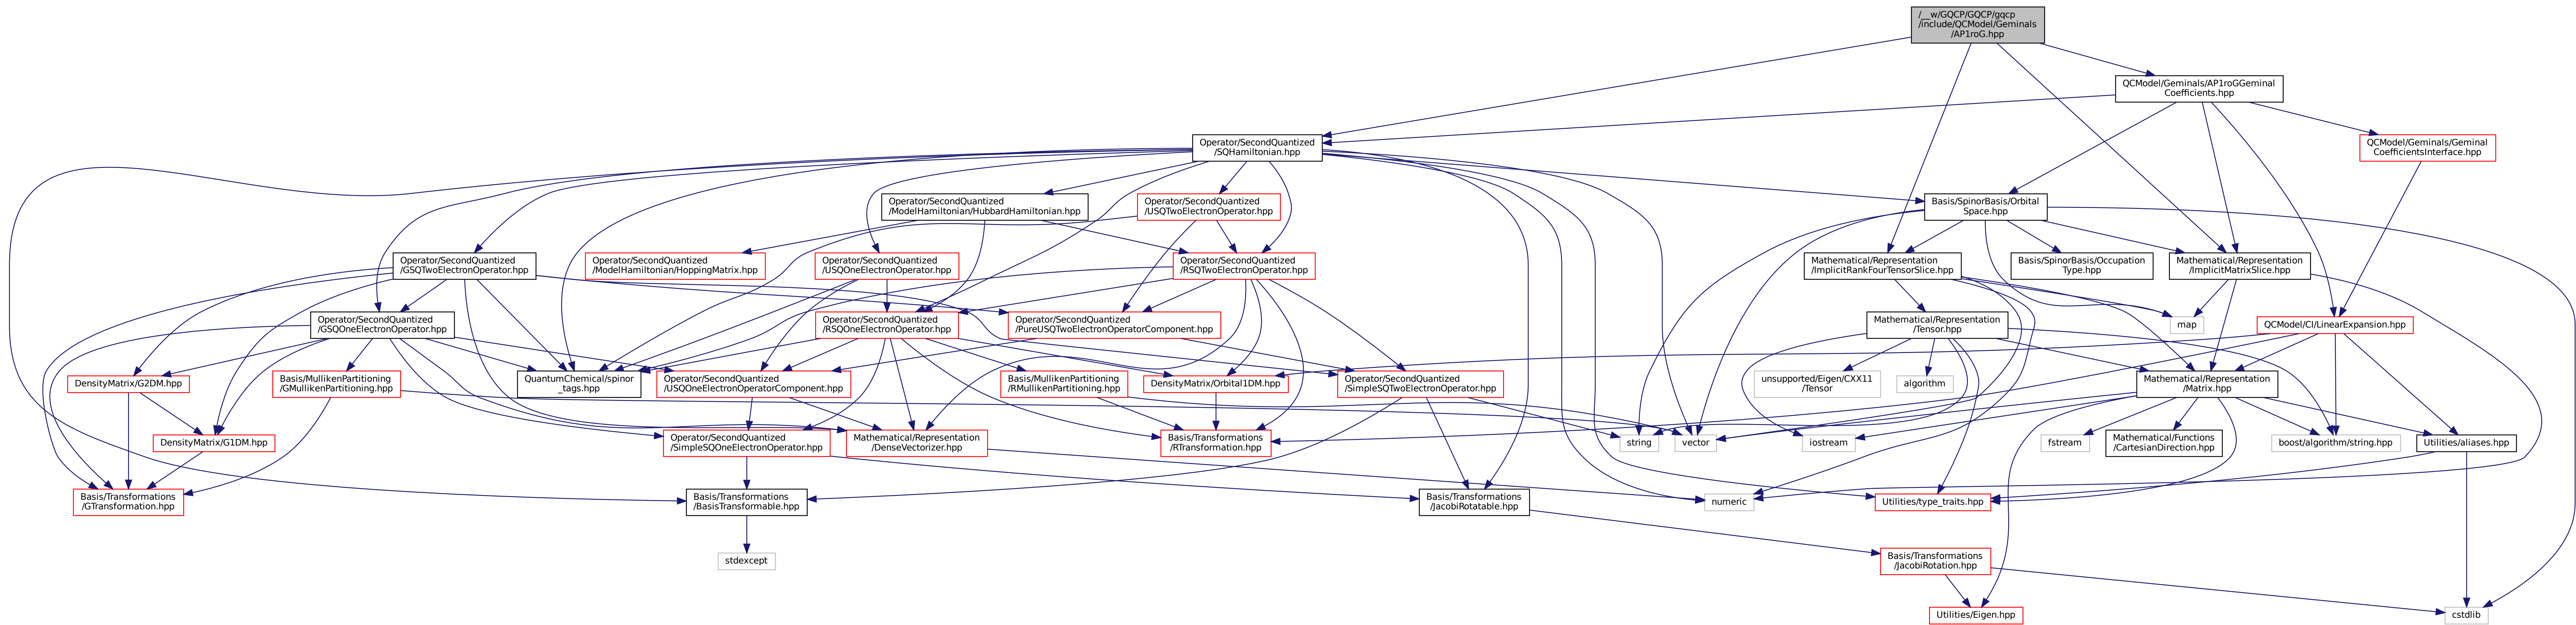 /__w/GQCP/GQCP/gqcp
/include/QCModel/Geminals
/AP1roG.hpp
QCModel/Geminals/AP1roGGeminal
Coefficients.hpp
Operator/SecondQuantized
/SQHamiltonian.hpp
QCModel/Geminals/Geminal
CoefficientsInterface.hpp
Operator/SecondQuantized
/ModelHamiltonian/HubbardHamiltonian.hpp
Operator/SecondQuantized
/USQTwoElectronOperator.hpp
Basis/SpinorBasis/Orbital
Space.hpp
Operator/SecondQuantized
/GSQTwoElectronOperator.hpp
Operator/SecondQuantized
/ModelHamiltonian/HoppingMatrix.hpp
Operator/SecondQuantized
/USQOneElectronOperator.hpp
Operator/SecondQuantized
/RSQTwoElectronOperator.hpp
Mathematical/Representation
/ImplicitRankFourTensorSlice.hpp
Basis/SpinorBasis/Occupation
Type.hpp
Mathematical/Representation
/ImplicitMatrixSlice.hpp
Operator/SecondQuantized
/GSQOneElectronOperator.hpp
Operator/SecondQuantized
/RSQOneElectronOperator.hpp
Operator/SecondQuantized
/PureUSQTwoElectronOperatorComponent.hpp
Mathematical/Representation
/Tensor.hpp
map
QCModel/CI/LinearExpansion.hpp
DensityMatrix/G2DM.hpp
Basis/MullikenPartitioning
/GMullikenPartitioning.hpp
QuantumChemical/spinor
_tags.hpp
Operator/SecondQuantized
/USQOneElectronOperatorComponent.hpp
Basis/MullikenPartitioning
/RMullikenPartitioning.hpp
DensityMatrix/Orbital1DM.hpp
Operator/SecondQuantized
/SimpleSQTwoElectronOperator.hpp
unsupported/Eigen/CXX11
/Tensor
algorithm
Mathematical/Representation
/Matrix.hpp
DensityMatrix/G1DM.hpp
Operator/SecondQuantized
/SimpleSQOneElectronOperator.hpp
Mathematical/Representation
/DenseVectorizer.hpp
Basis/Transformations
/RTransformation.hpp
string
vector
iostream
fstream
Mathematical/Functions
/CartesianDirection.hpp
boost/algorithm/string.hpp
Utilities/aliases.hpp
Basis/Transformations
/GTransformation.hpp
Basis/Transformations
/BasisTransformable.hpp
Basis/Transformations
/JacobiRotatable.hpp
numeric
Utilities/type_traits.hpp
stdexcept
Basis/Transformations
/JacobiRotation.hpp
Utilities/Eigen.hpp
cstdlib